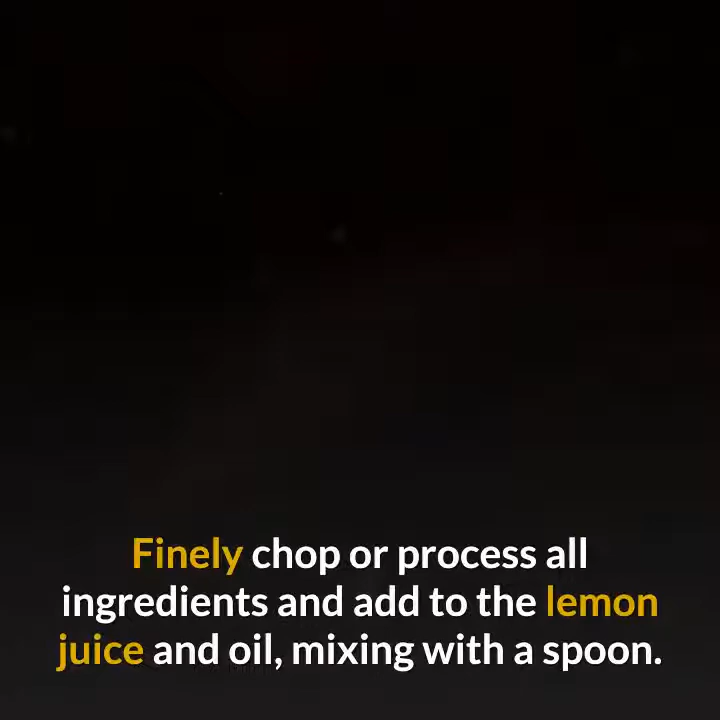 Finely chop or process all
ingredients and add to the lemon
juice and oil, mixing with a spoon.